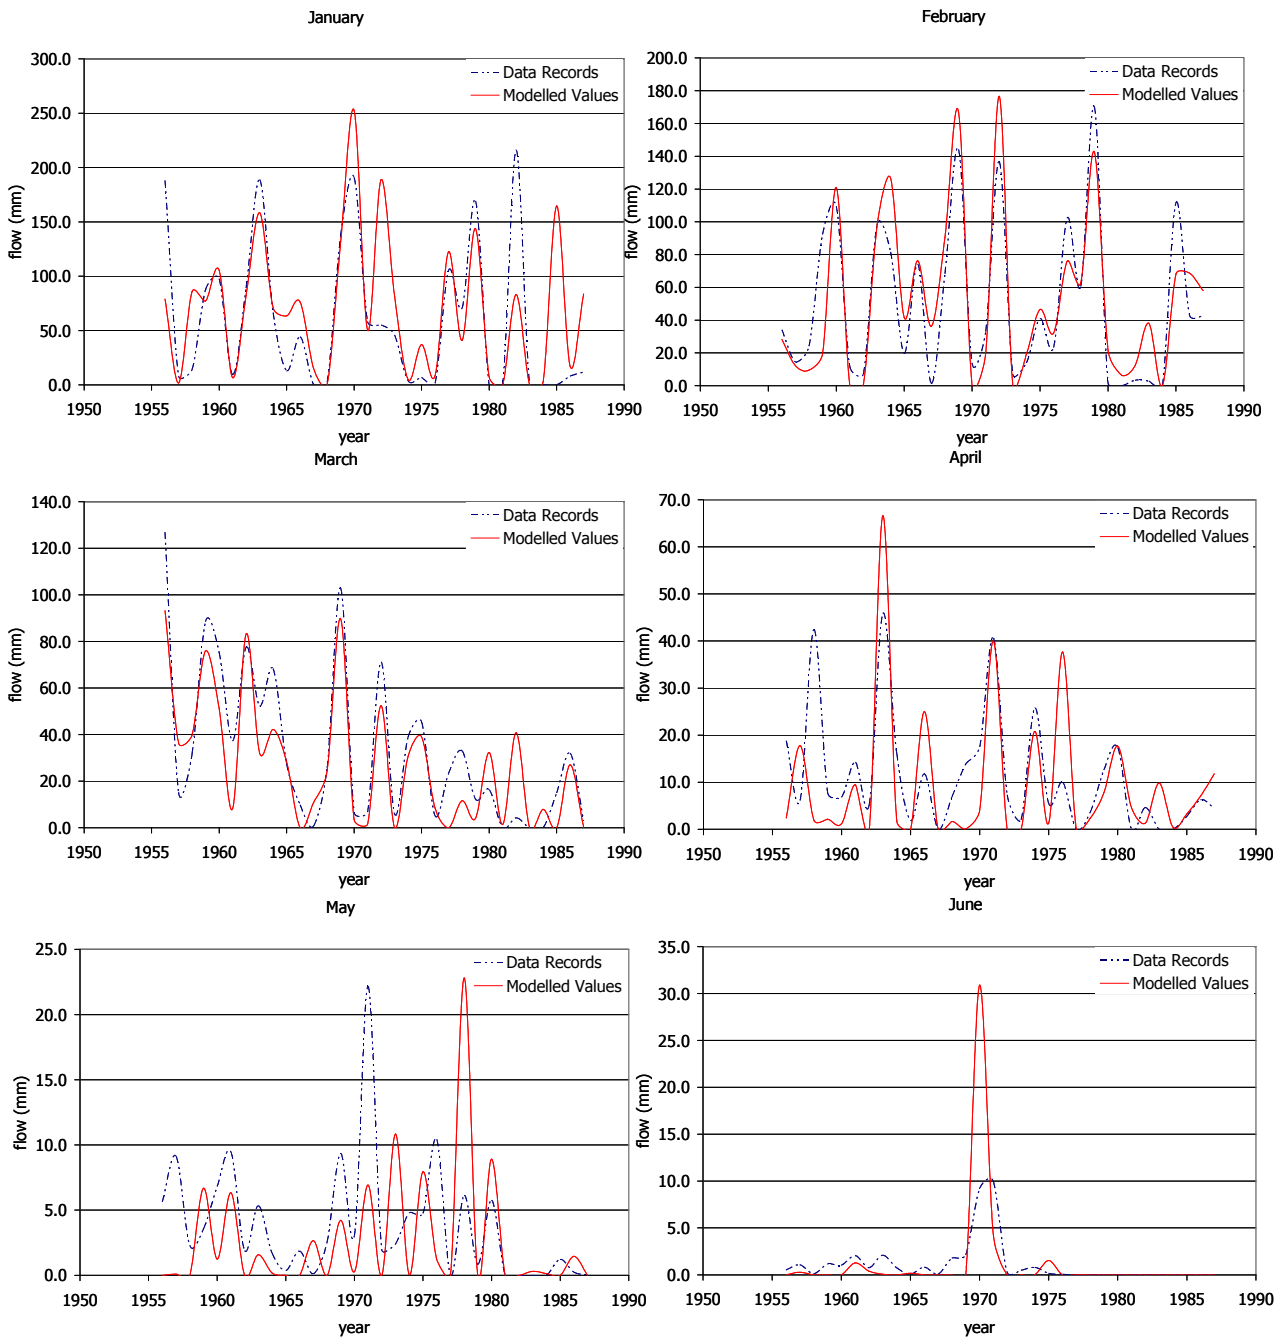 January
300.0
250.0
200.0
150.0
100.0
50.0
0.0
flow (mm)
Data Records
Modelled Values
1950 1955 1960 1965 1970 1975 1980 1985 1990
year
February
200.0
180.0
160.0
140.0
120.0
100.0
80.0
60.0
40.0
20.0
0.0
flow (mm)
Data Records
Modelled Values
1950 1955 1960 1965 1970 1975 1980 1985 1990
year
March
140.0
120.0
100.0
80.0
60.0
40.0
20.0
0.0
flow (mm)
Data Records
Modelled Values
1950 1955 1960 1965 1970 1975 1980 1985 1990
year
April
70.0
60.0
50.0
40.0
30.0
20.0
10.0
0.0
flow (mm)
Data Records
Modelled Values
1950 1955 1960 1965 1970 1975 1980 1985 1990
year
May
25.0
20.0
15.0
10.0
5.0
0.0
flow (mm)
Data Records
Modelled Values
1950 1955 1960 1965 1970 1975 1980 1985 1990
year
June
35.0
30.0
25.0
20.0
15.0
10.0
5.0
0.0
flow (mm)
Data Records
Modelled Values
1950 1955 1960 1965 1970 1975 1980 1985 1990
year